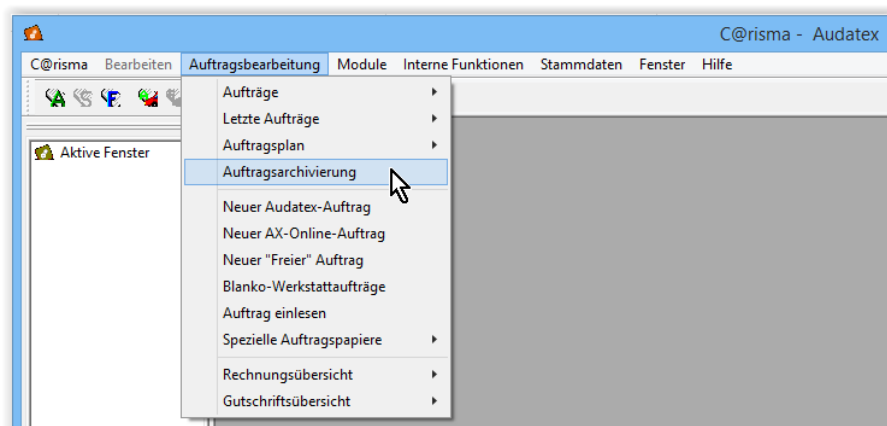 C@risma - Audatex
C@risma Bearbeiten Auftragsbearbeitung Module Interne Funktionen Stammdaten Fenster Hilfe
A S F
Aufträge
Letzte Aufträge
Auftragsplan
Auftragsarchivierung
Neuer Audatex-Auftrag
Neuer AX-Online-Auftrag
Neuer "Freier" Auftrag
Blanko-Werkstattaufträge
Auftrag einlesen
Spezielle Auftragspapiere
Rechnungsübersicht
Gutschriftsübersicht
Aktive Fenster